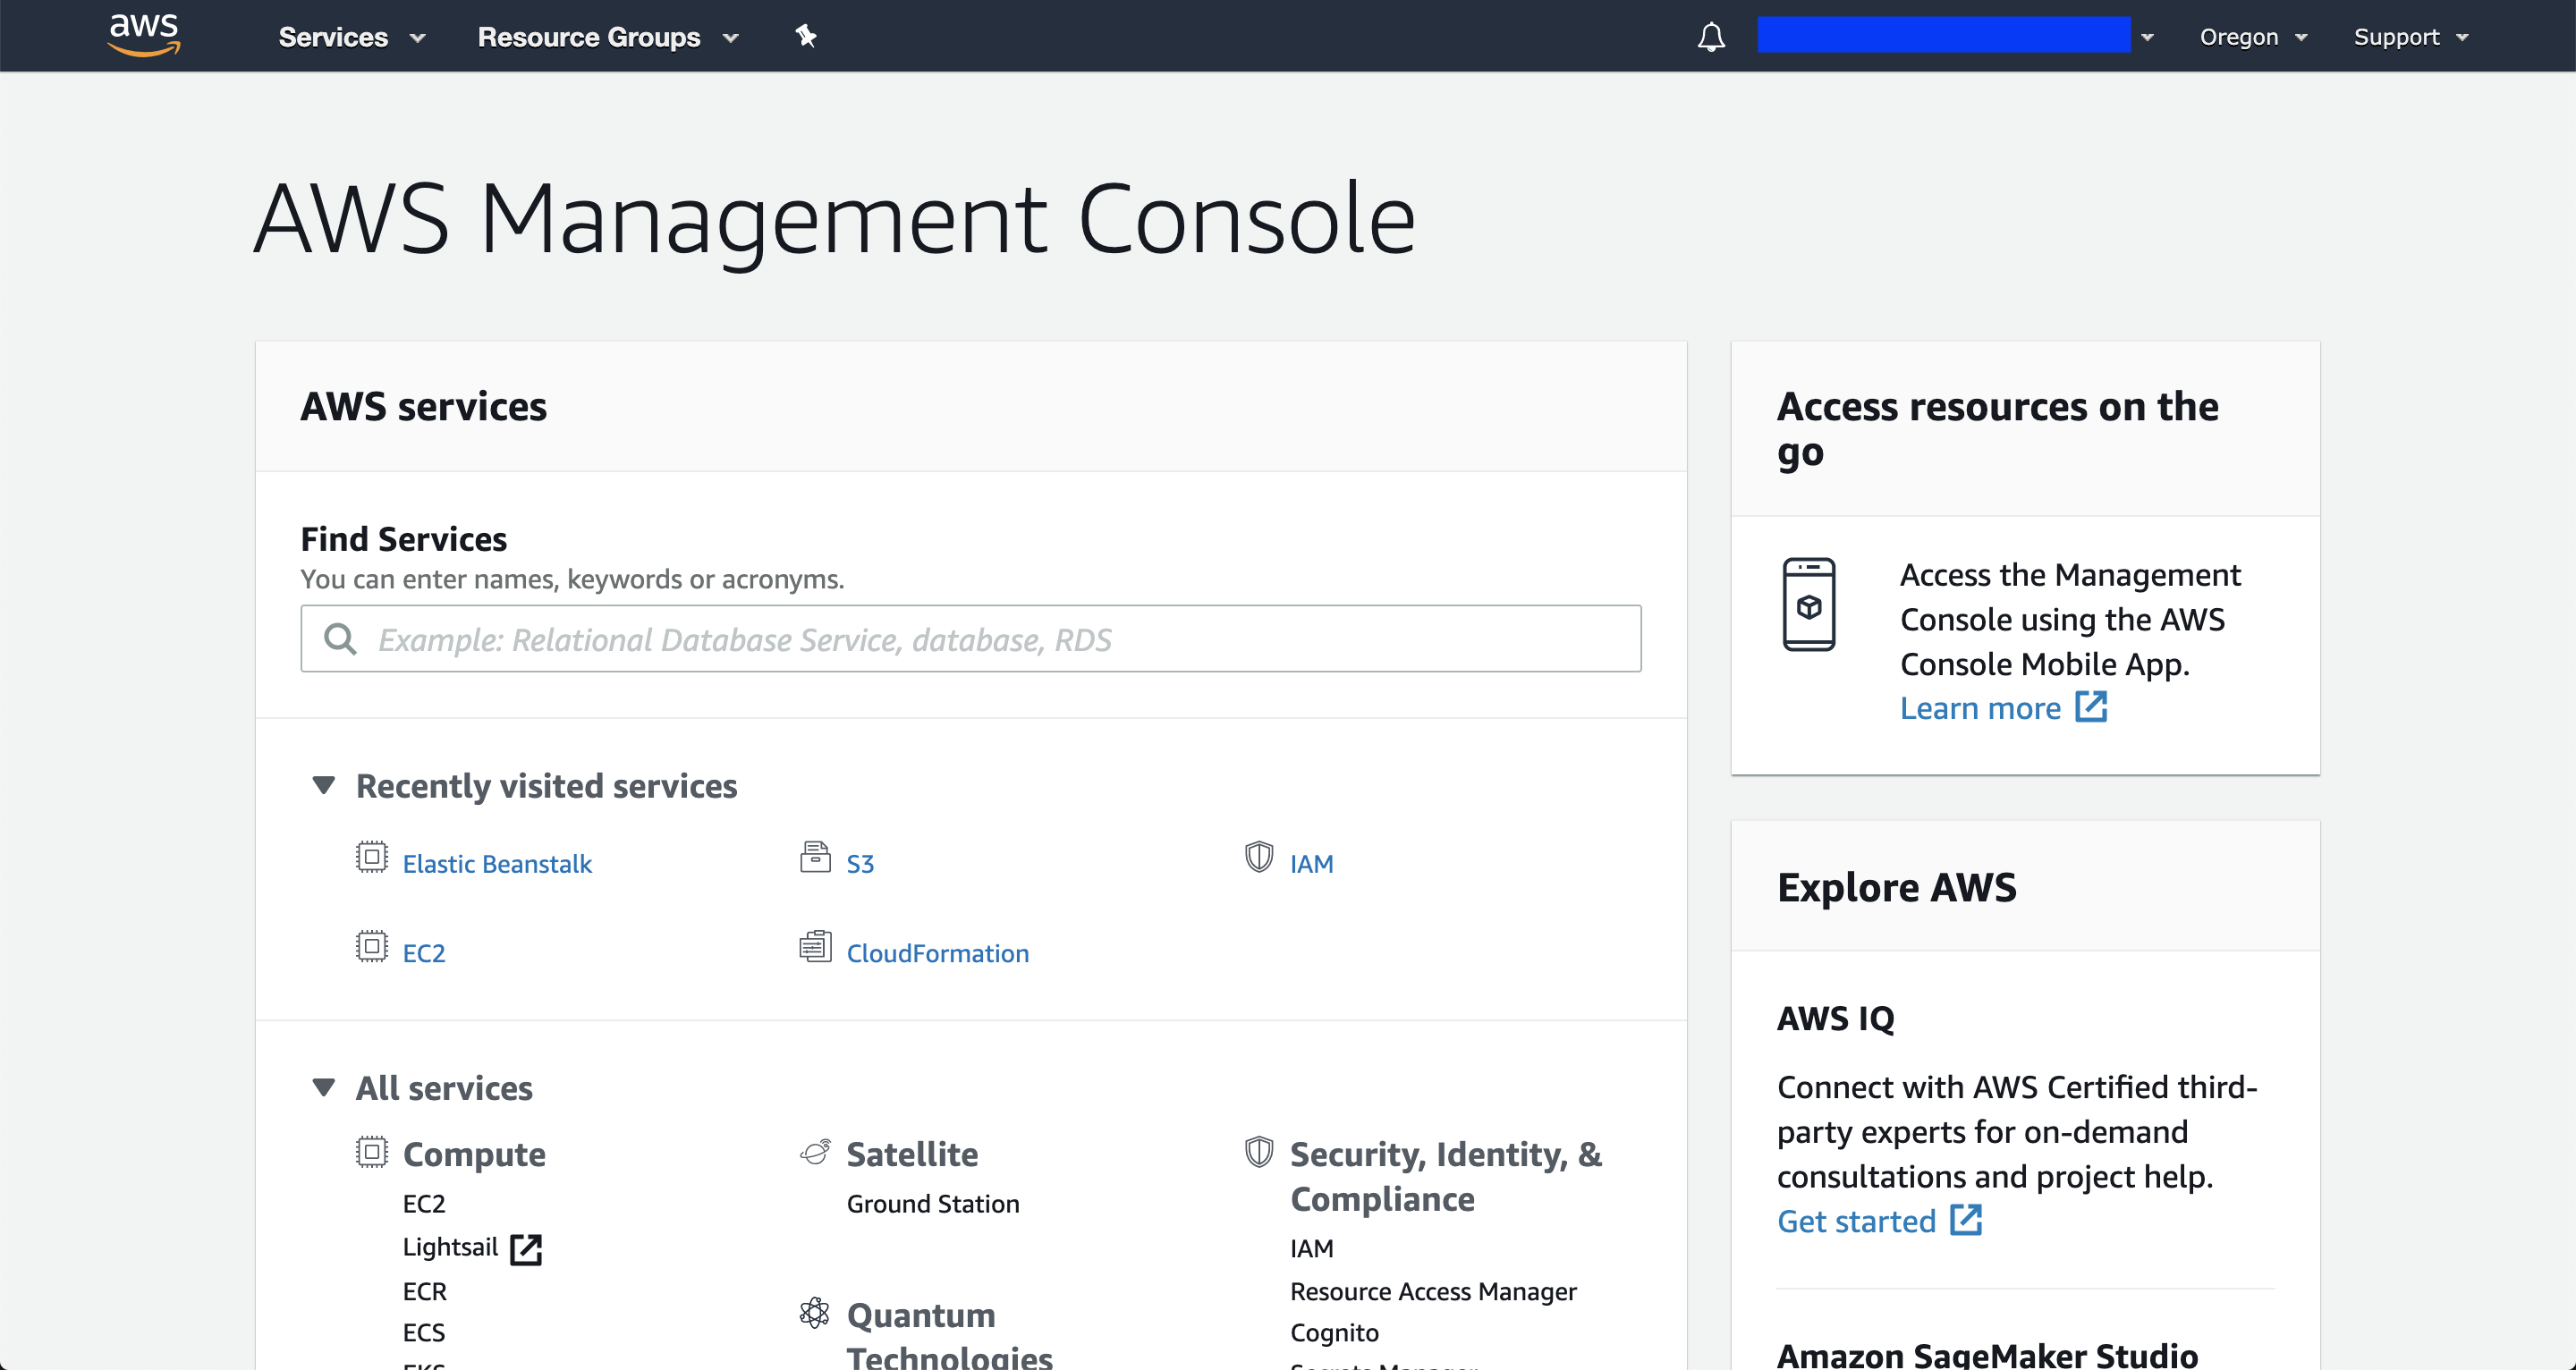 aws
Services
Resource Groups
Oregon
Support
AWS Management Console
AWS services
Find Services
You can enter names, keywords or acronyms.
Example: Relational Database Service, database, RDS
Recently visited services
Elastic Beanstalk
S3
IAM
EC2
CloudFormation
All services
Compute
EC2
Lightsail
ECR
ECS
EKS
Satellite
Ground Station
Quantum
Technologies
Security, Identity, &
Compliance
IAM
Resource Access Manager
Cognito
Secrets Manager
Access resources on the
go
Access the Management
Console using the AWS
Console Mobile App.
Learn more
Explore AWS
AWS IQ
Connect with AWS Certified third-
party experts for on-demand
consultations and project help.
Get started
Amazon SageMaker Studio